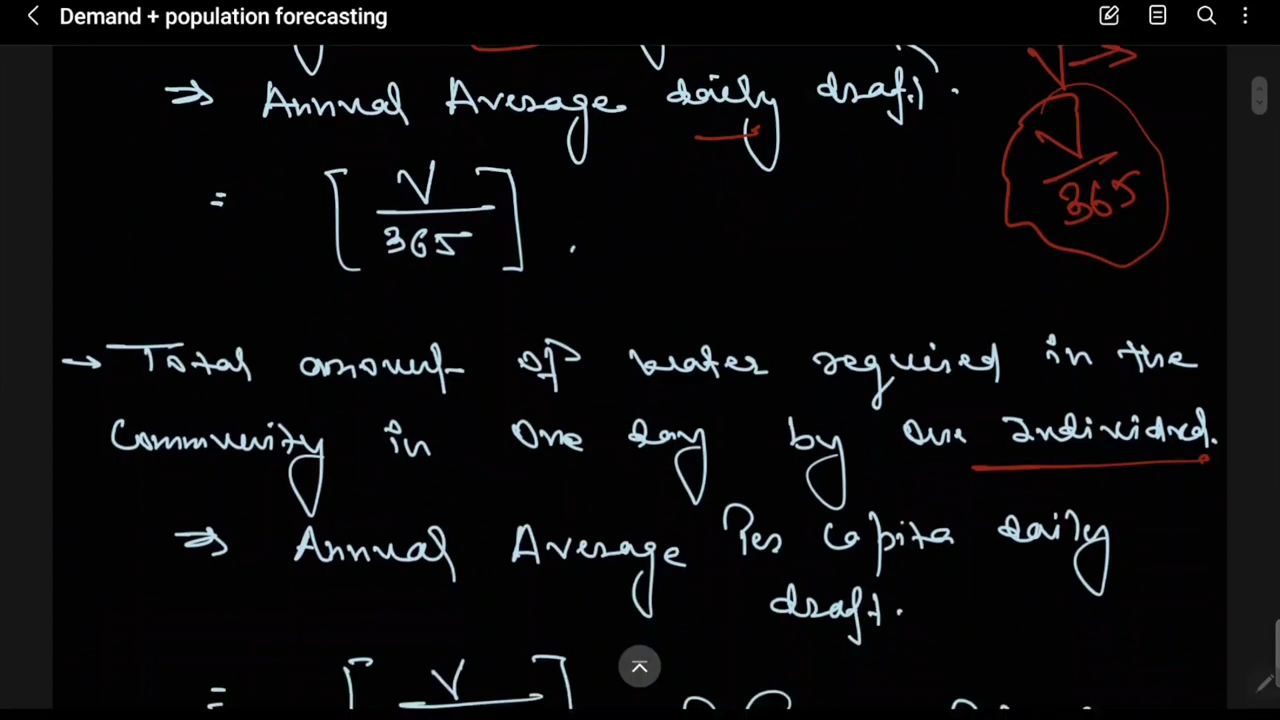 Demand + population forecasting
V →
⇒ Annual Average daily draft.
= [V/365].
V/365
→ Total amount of water required in the
Community in one day by one individual.
⇒ Annual Average Per Capita daily
draft.
= [V